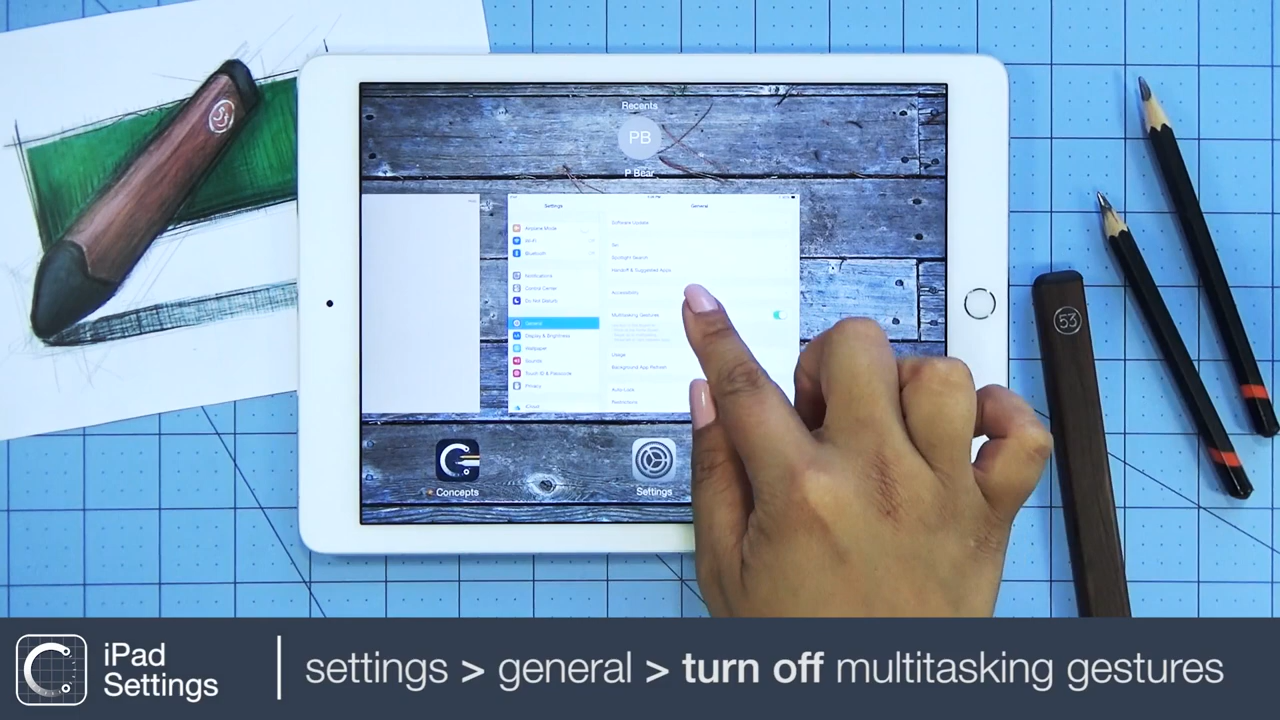 Recents
PB
P Bear
Settings
General
Airplane Mode
Wi-Fi
Bluetooth
Notifications
Control Center
Do Not Disturb
General
Display & Brightness
Wallpaper
Sounds
Touch ID & Passcode
Privacy
iCloud
Software Update
Siri
Spotlight Search
Handoff & Suggested Apps
Accessibility
Multitasking Gestures
Usage
Background App Refresh
Auto-Lock
Restrictions
Concepts
Settings
53
53
iPad
Settings
settings > general > turn off multitasking gestures